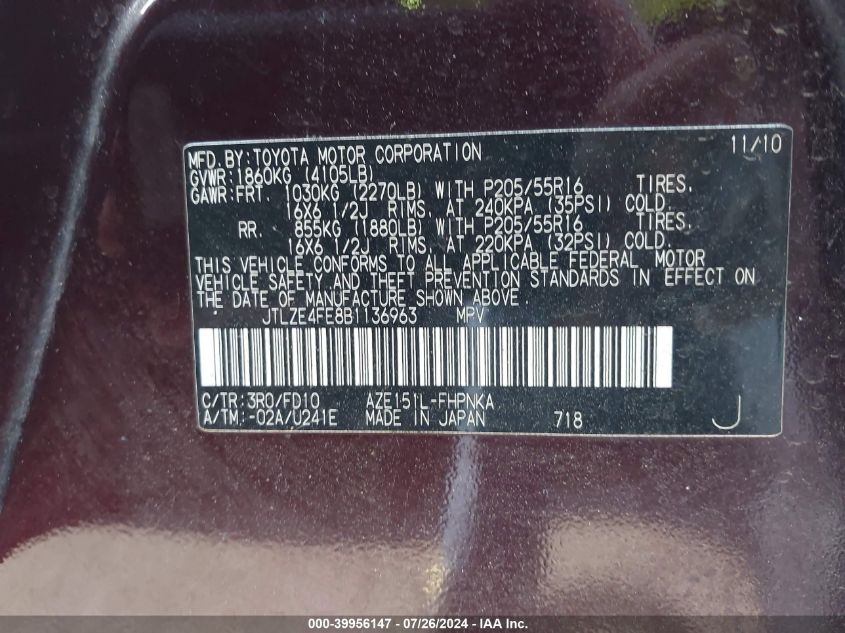 MFD. BY: TOYOTA MOTOR CORPORATION 11/10
GVWR: 1860KG (4105LB)
GAWR: FRT. 1030KG (2270LB) WITH P205/55R16 TIRES,
16X6 1/2J RIMS, AT 240KPA (35PSI) COLD.
RR. 855KG (1880LB) WITH P205/55R16 TIRES,
16X6 1/2J RIMS, AT 220KPA (32PSI) COLD.
THIS VEHICLE CONFORMS TO ALL APPLICABLE FEDERAL MOTOR
VEHICLE SAFETY AND THEFT PREVENTION STANDARDS IN EFFECT ON
THE DATE OF MANUFACTURE SHOWN ABOVE.
JTLZE4FE8B1136963 MPV
C/TR: 3R0/FD10 AZE151L-FHPNKA
A/TM: -02A/U241E MADE IN JAPAN 718 J
000-39956147 - 07/26/2024 - IAA Inc.